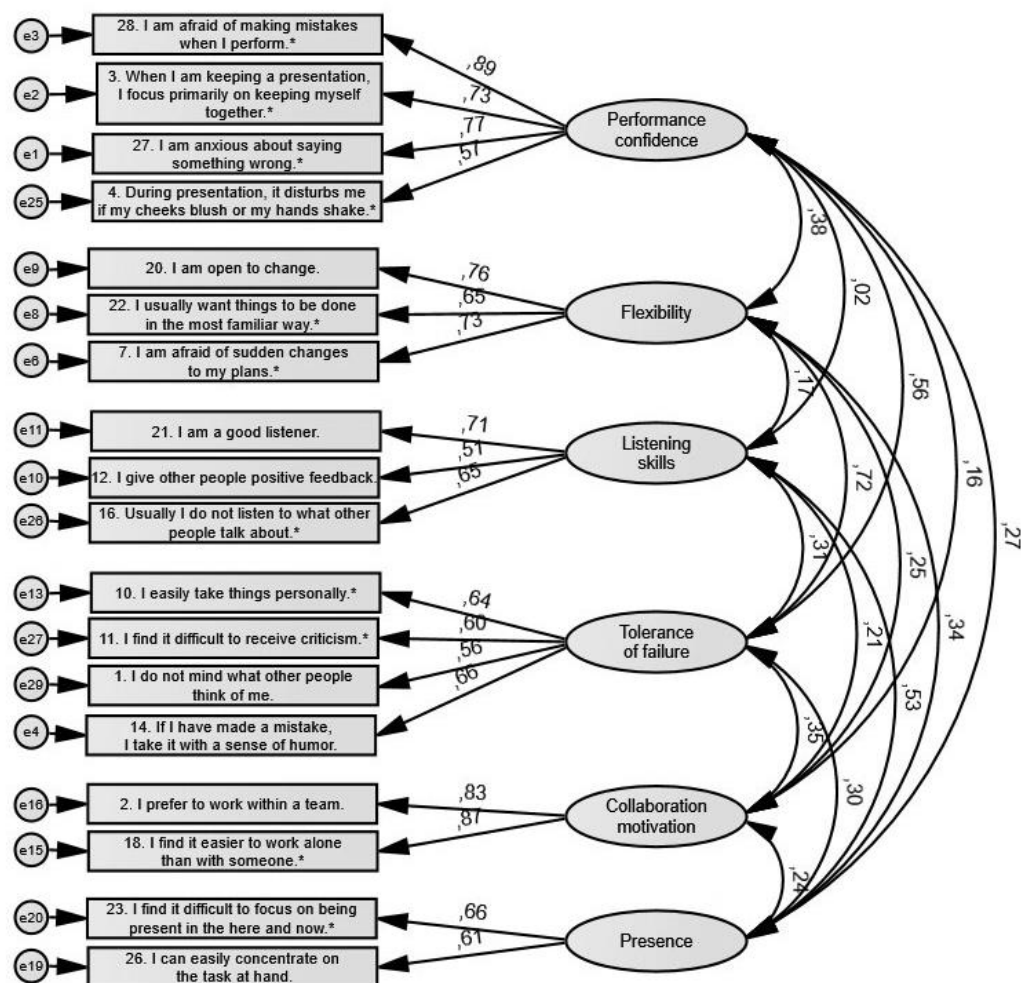 e3
28. I am afraid of making mistakes
when I perform.*
,89
e2
3. When I am keeping a presentation,
I focus primarily on keeping myself
together.*
,73
e1
27. I am anxious about saying
something wrong.*
,77
e25
4. During presentation, it disturbs me
if my cheeks blush or my hands shake.*
,57
Performance
confidence
e9
20. I am open to change.
,76
e8
22. I usually want things to be done
in the most familiar way.*
,65
e6
7. I am afraid of sudden changes
to my plans.*
,73
Flexibility
e11
21. I am a good listener.
,71
e10
12. I give other people positive feedback.
,51
e26
16. Usually I do not listen to what other
people talk about.*
,65
Listening
skills
e13
10. I easily take things personally.*
,64
e27
11. I find it difficult to receive criticism.*
,60
e29
1. I do not mind what other people
think of me.
,56
e4
14. If I have made a mistake,
I take it with a sense of humor.
,66
Tolerance
of failure
e16
2. I prefer to work within a team.
,83
e15
18. I find it easier to work alone
than with someone.*
,87
Collaboration
motivation
e20
23. I find it difficult to focus on being
present in the here and now.*
,66
e19
26. I can easily concentrate on
the task at hand.
,61
Presence
,38
,02
,56
,16
,27
,17
,72
,25
,34
,31
,21
,53
,35
,30
,24